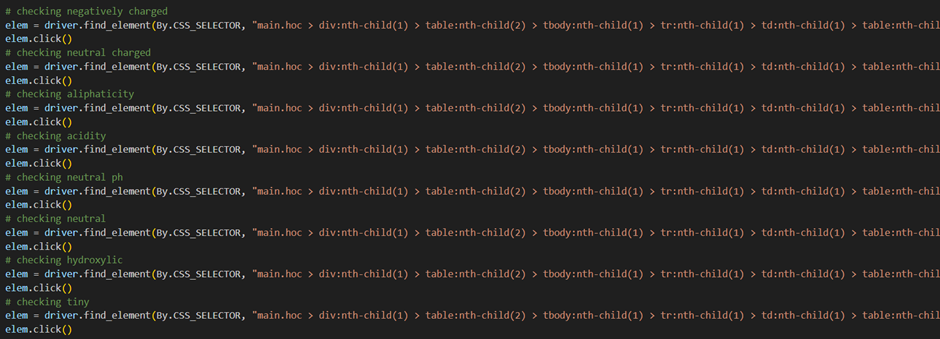 # checking negatively charged
elem = driver.find_element(By.CSS_SELECTOR, "main.hoc > div:nth-child(1) > table:nth-child(2) > tbody:nth-child(1) > tr:nth-child(1) > td:nth-child(1) > table:nth-chil
elem.click()
# checking neutral charged
elem = driver.find_element(By.CSS_SELECTOR, "main.hoc > div:nth-child(1) > table:nth-child(2) > tbody:nth-child(1) > tr:nth-child(1) > td:nth-child(1) > table:nth-chil
elem.click()
# checking aliphaticity
elem = driver.find_element(By.CSS_SELECTOR, "main.hoc > div:nth-child(1) > table:nth-child(2) > tbody:nth-child(1) > tr:nth-child(1) > td:nth-child(1) > table:nth-chil
elem.click()
# checking acidity
elem = driver.find_element(By.CSS_SELECTOR, "main.hoc > div:nth-child(1) > table:nth-child(2) > tbody:nth-child(1) > tr:nth-child(1) > td:nth-child(1) > table:nth-chil
elem.click()
# checking neutral ph
elem = driver.find_element(By.CSS_SELECTOR, "main.hoc > div:nth-child(1) > table:nth-child(2) > tbody:nth-child(1) > tr:nth-child(1) > td:nth-child(1) > table:nth-chil
elem.click()
# checking neutral
elem = driver.find_element(By.CSS_SELECTOR, "main.hoc > div:nth-child(1) > table:nth-child(2) > tbody:nth-child(1) > tr:nth-child(1) > td:nth-child(1) > table:nth-chil
elem.click()
# checking hydroxylic
elem = driver.find_element(By.CSS_SELECTOR, "main.hoc > div:nth-child(1) > table:nth-child(2) > tbody:nth-child(1) > tr:nth-child(1) > td:nth-child(1) > table:nth-chil
elem.click()
# checking tiny
elem = driver.find_element(By.CSS_SELECTOR, "main.hoc > div:nth-child(1) > table:nth-child(2) > tbody:nth-child(1) > tr:nth-child(1) > td:nth-child(1) > table:nth-chil
elem.click()